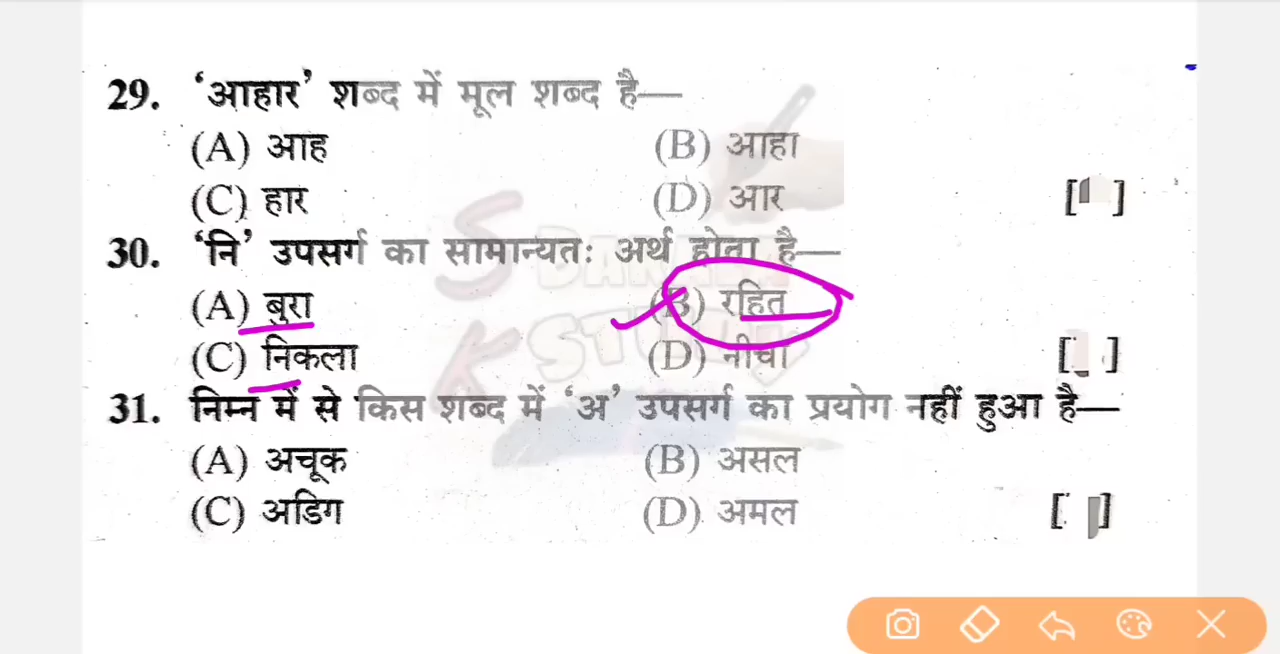 29. ‘आहार’ शब्द में मूल शब्द है—
(A) आह (B) आहा
(C) हार (D) आर [ ]
30. ‘नि’ उपसर्ग का सामान्यतः अर्थ होता है—
(A) बुरा (B) रहित
(C) निकला (D) नीचा [ ]
31. निम्न में से किस शब्द में ‘अ’ उपसर्ग का प्रयोग नहीं हुआ है—
(A) अचूक (B) असल
(C) अडिग (D) अमल [ ]